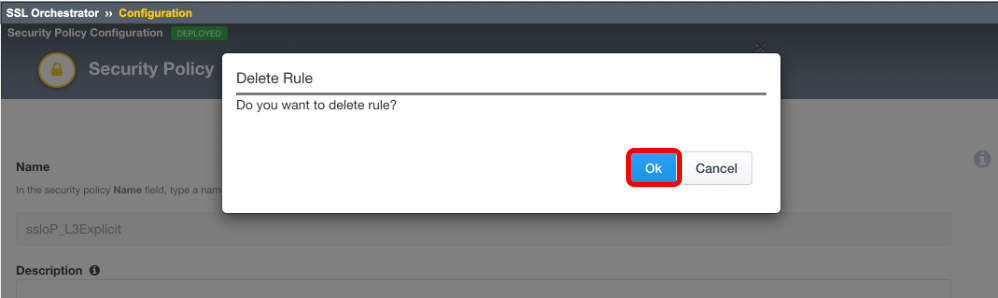 SSL Orchestrator ›› Configuration
Security Policy Configuration DEPLOYED
Security Policy
Delete Rule
Do you want to delete rule?
Ok Cancel
Name
In the security policy Name field, type a nam
ssloP_L3Explicit
Description